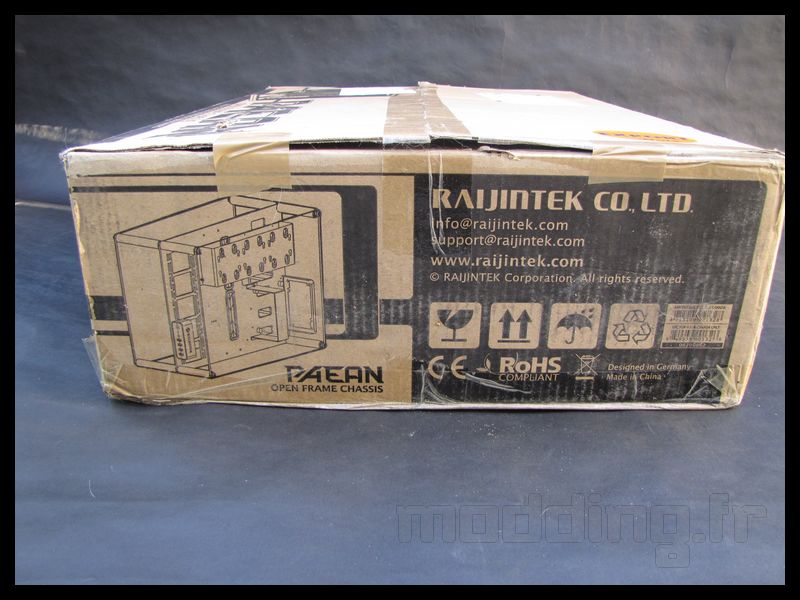 RAIJINTEK CO., LTD.
info@raijintek.com
support@raijintek.com
www.raijintek.com
© RAIJINTEK Corporation. All rights reserved.
PAEAN
OPEN FRAME CHASSIS
CE
RoHS
COMPLIANT
Designed in Germany
Made in China
modding.fr